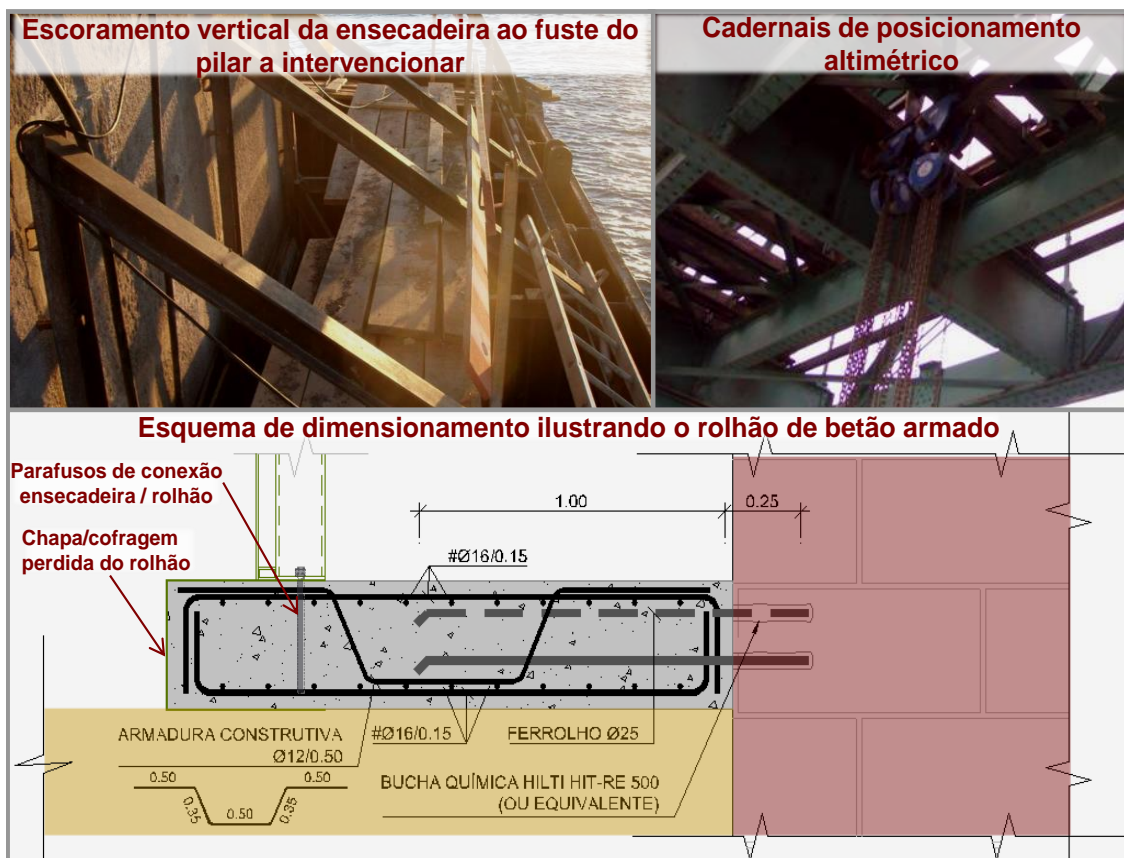 Escoramento vertical da ensecadeira ao fuste do
pilar a intervencionar
Cadernais de posicionamento
altimétrico
Esquema de dimensionamento ilustrando o rolhão de betão armado
Parafusos de conexão
ensecadeira / rolhão
1.00
0.25
Chapa/cofragem
perdida do rolhão
#Ø16/0.15
ARMADURA CONSTRUTIVA
Ø12/0.50
#Ø16/0.15
FERROLHO Ø25
0.50
0.50
0.35
0.50
0.35
BUCHA QUÍMICA HILTI HIT-RE 500
(OU EQUIVALENTE)